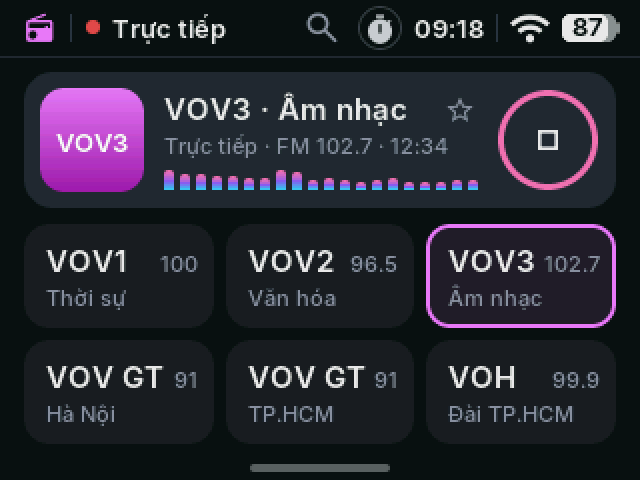 Trực tiếp
09:18
87
VOV3
VOV3 · Âm nhạc
Trực tiếp · FM 102.7 · 12:34
VOV1 100
Thời sự
VOV2 96.5
Văn hóa
VOV3 102.7
Âm nhạc
VOV GT 91
Hà Nội
VOV GT 91
TP.HCM
VOH 99.9
Đài TP.HCM